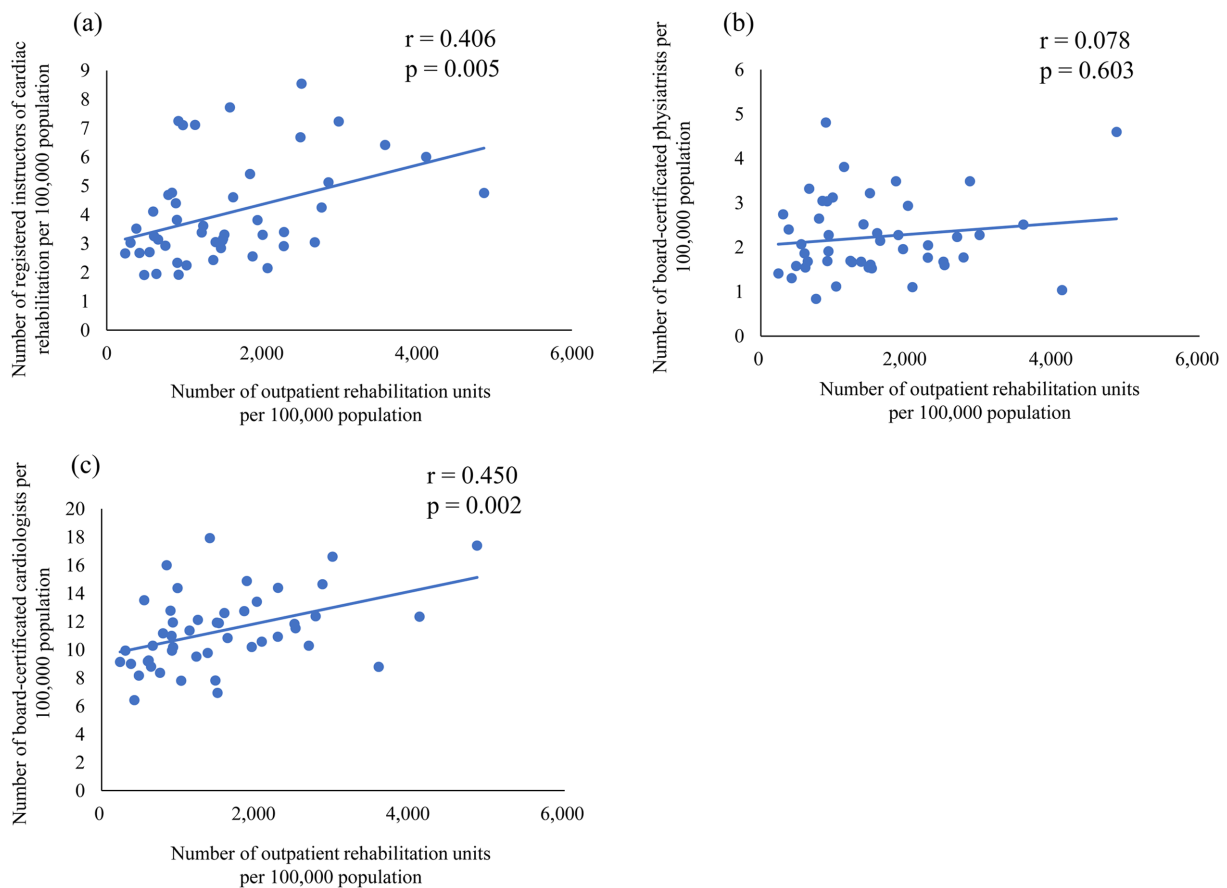 (a)
r = 0.406
p = 0.005
Number of registered instructors of cardiac
rehabilitation per 100,000 population
9
8
7
6
5
4
3
2
1
0
0
2,000
4,000
6,000
Number of outpatient rehabilitation units
per 100,000 population
(b)
r = 0.078
p = 0.603
Number of board-certificated physiatrists per
100,000 population
6
5
4
3
2
1
0
0
2,000
4,000
6,000
Number of outpatient rehabilitation units
per 100,000 population
(c)
r = 0.450
p = 0.002
Number of board-certificated cardiologists per
100,000 population
20
18
16
14
12
10
8
6
4
2
0
0
2,000
4,000
6,000
Number of outpatient rehabilitation units
per 100,000 population